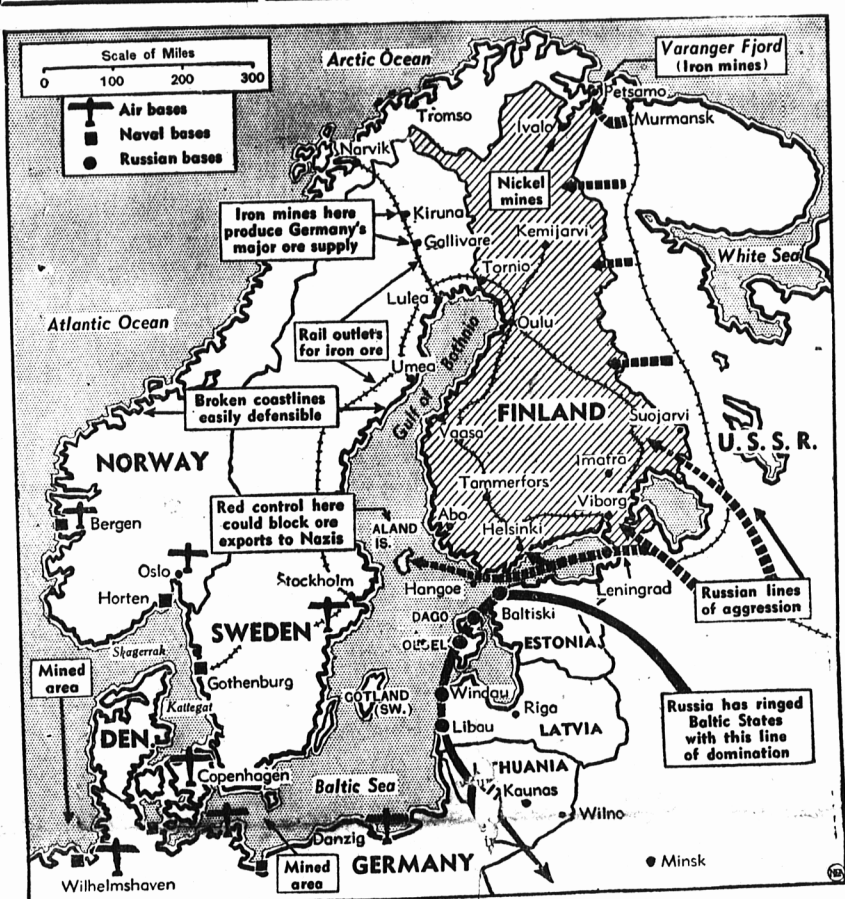 Scale of Miles
0 100 200 300
Air bases
Naval bases
Russian bases
Arctic Ocean
Varanger Fjord
(Iron mines)
Petsamo
Murmansk
Tromso
Ivalo
Narvik
Nickel
mines
Iron mines here
produce Germany's
major ore supply
Kiruna
Gallivare
Kemijarvi
White Sea
Tornio
Lulea
Atlantic Ocean
Oulu
Rail outlets
for iron ore
Umea
Gulf of Bothnia
Broken coastlines
easily defensible
FINLAND
Suojarvi
U.S.S.R.
Vaasa
NORWAY
Imatra
Tammerfors
Viborg
Red control here
could block ore
exports to Nazis
ALAND
IS.
Abo
Helsinki
Bergen
Oslo
Stockholm
Hangoe
Leningrad
Russian lines
of aggression
Horten
DAGO
Baltiski
SWEDEN
OESEL
ESTONIA
Skagerrak
Mined
area
Gothenburg
GOTLAND
(SW.)
Windau
Riga
Russia has ringed
Baltic States
with this line
of domination
Kattegat
Libau
LATVIA
DEN.
LITHUANIA
Copenhagen
Baltic Sea
Kaunas
Wilno
Danzig
GERMANY
Mined
area
Minsk
Wilhelmshaven
NEA